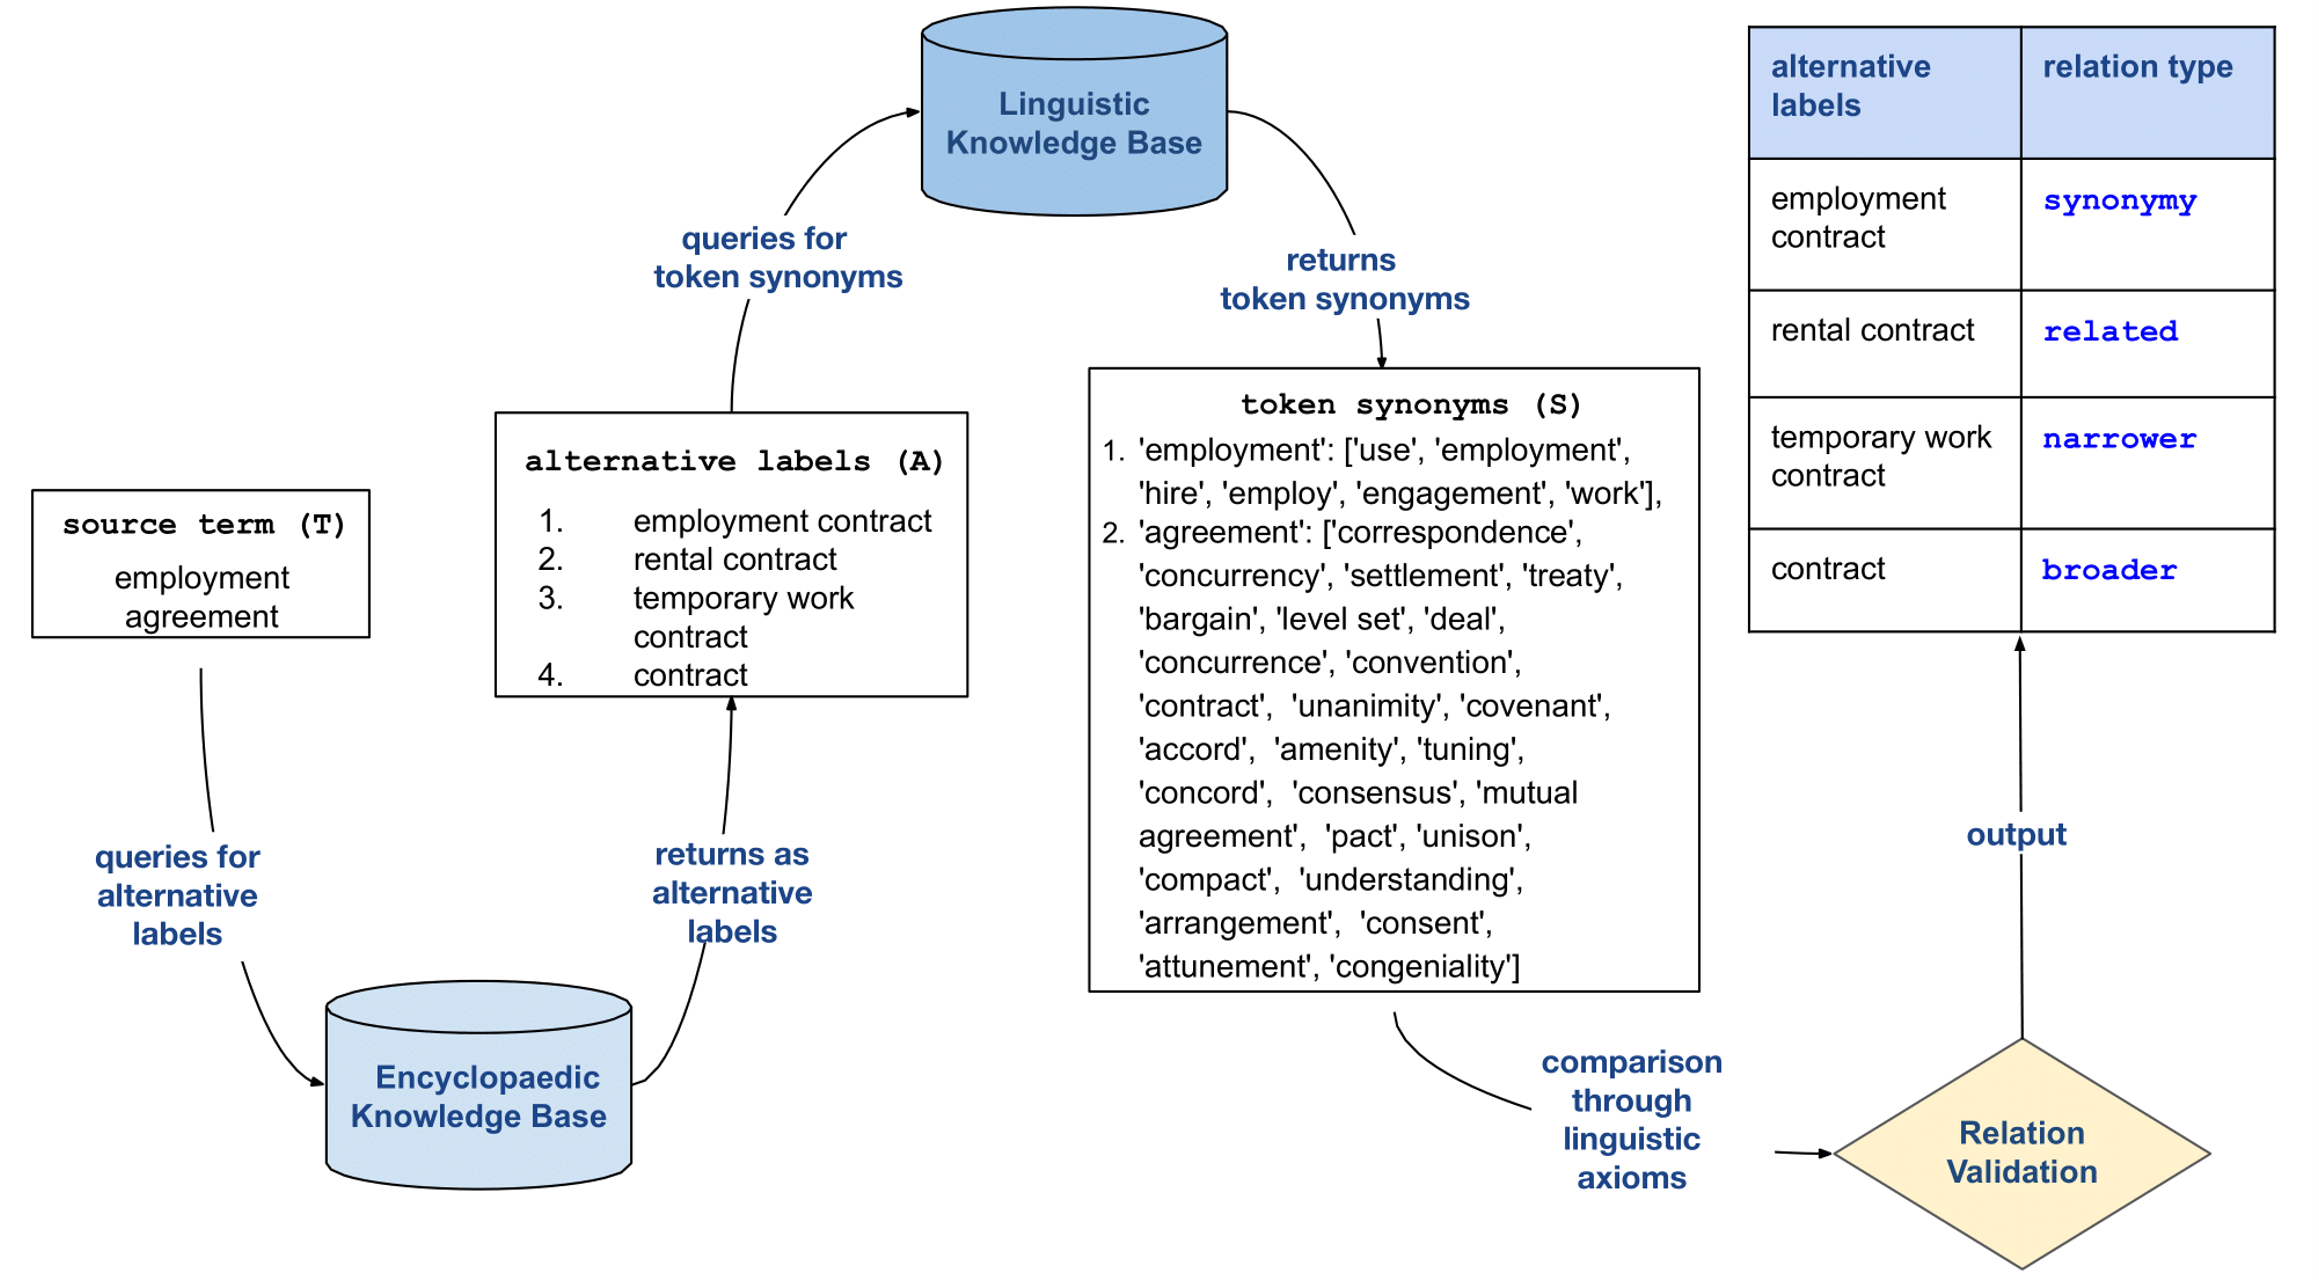 source term (T)
employment
agreement
queries for
alternative
labels
Encyclopaedic
Knowledge Base
returns as
alternative
labels
alternative labels (A)
1. employment contract
2. rental contract
3. temporary work
contract
4. contract
queries for
token synonyms
Linguistic
Knowledge Base
returns
token synonyms
token synonyms (S)
1. 'employment': ['use', 'employment',
'hire', 'employ', 'engagement', 'work'],
2. 'agreement': ['correspondence',
'concurrency', 'settlement', 'treaty',
'bargain', 'level set', 'deal',
'concurrence', 'convention',
'contract', 'unanimity', 'covenant',
'accord', 'amenity', 'tuning',
'concord', 'consensus', 'mutual
agreement', 'pact', 'unison',
'compact', 'understanding',
'arrangement', 'consent',
'attunement', 'congeniality']
comparison
through
linguistic
axioms
Relation
Validation
output
alternative
labels
relation type
employment
contract
synonymy
rental contract
related
temporary work
contract
narrower
contract
broader